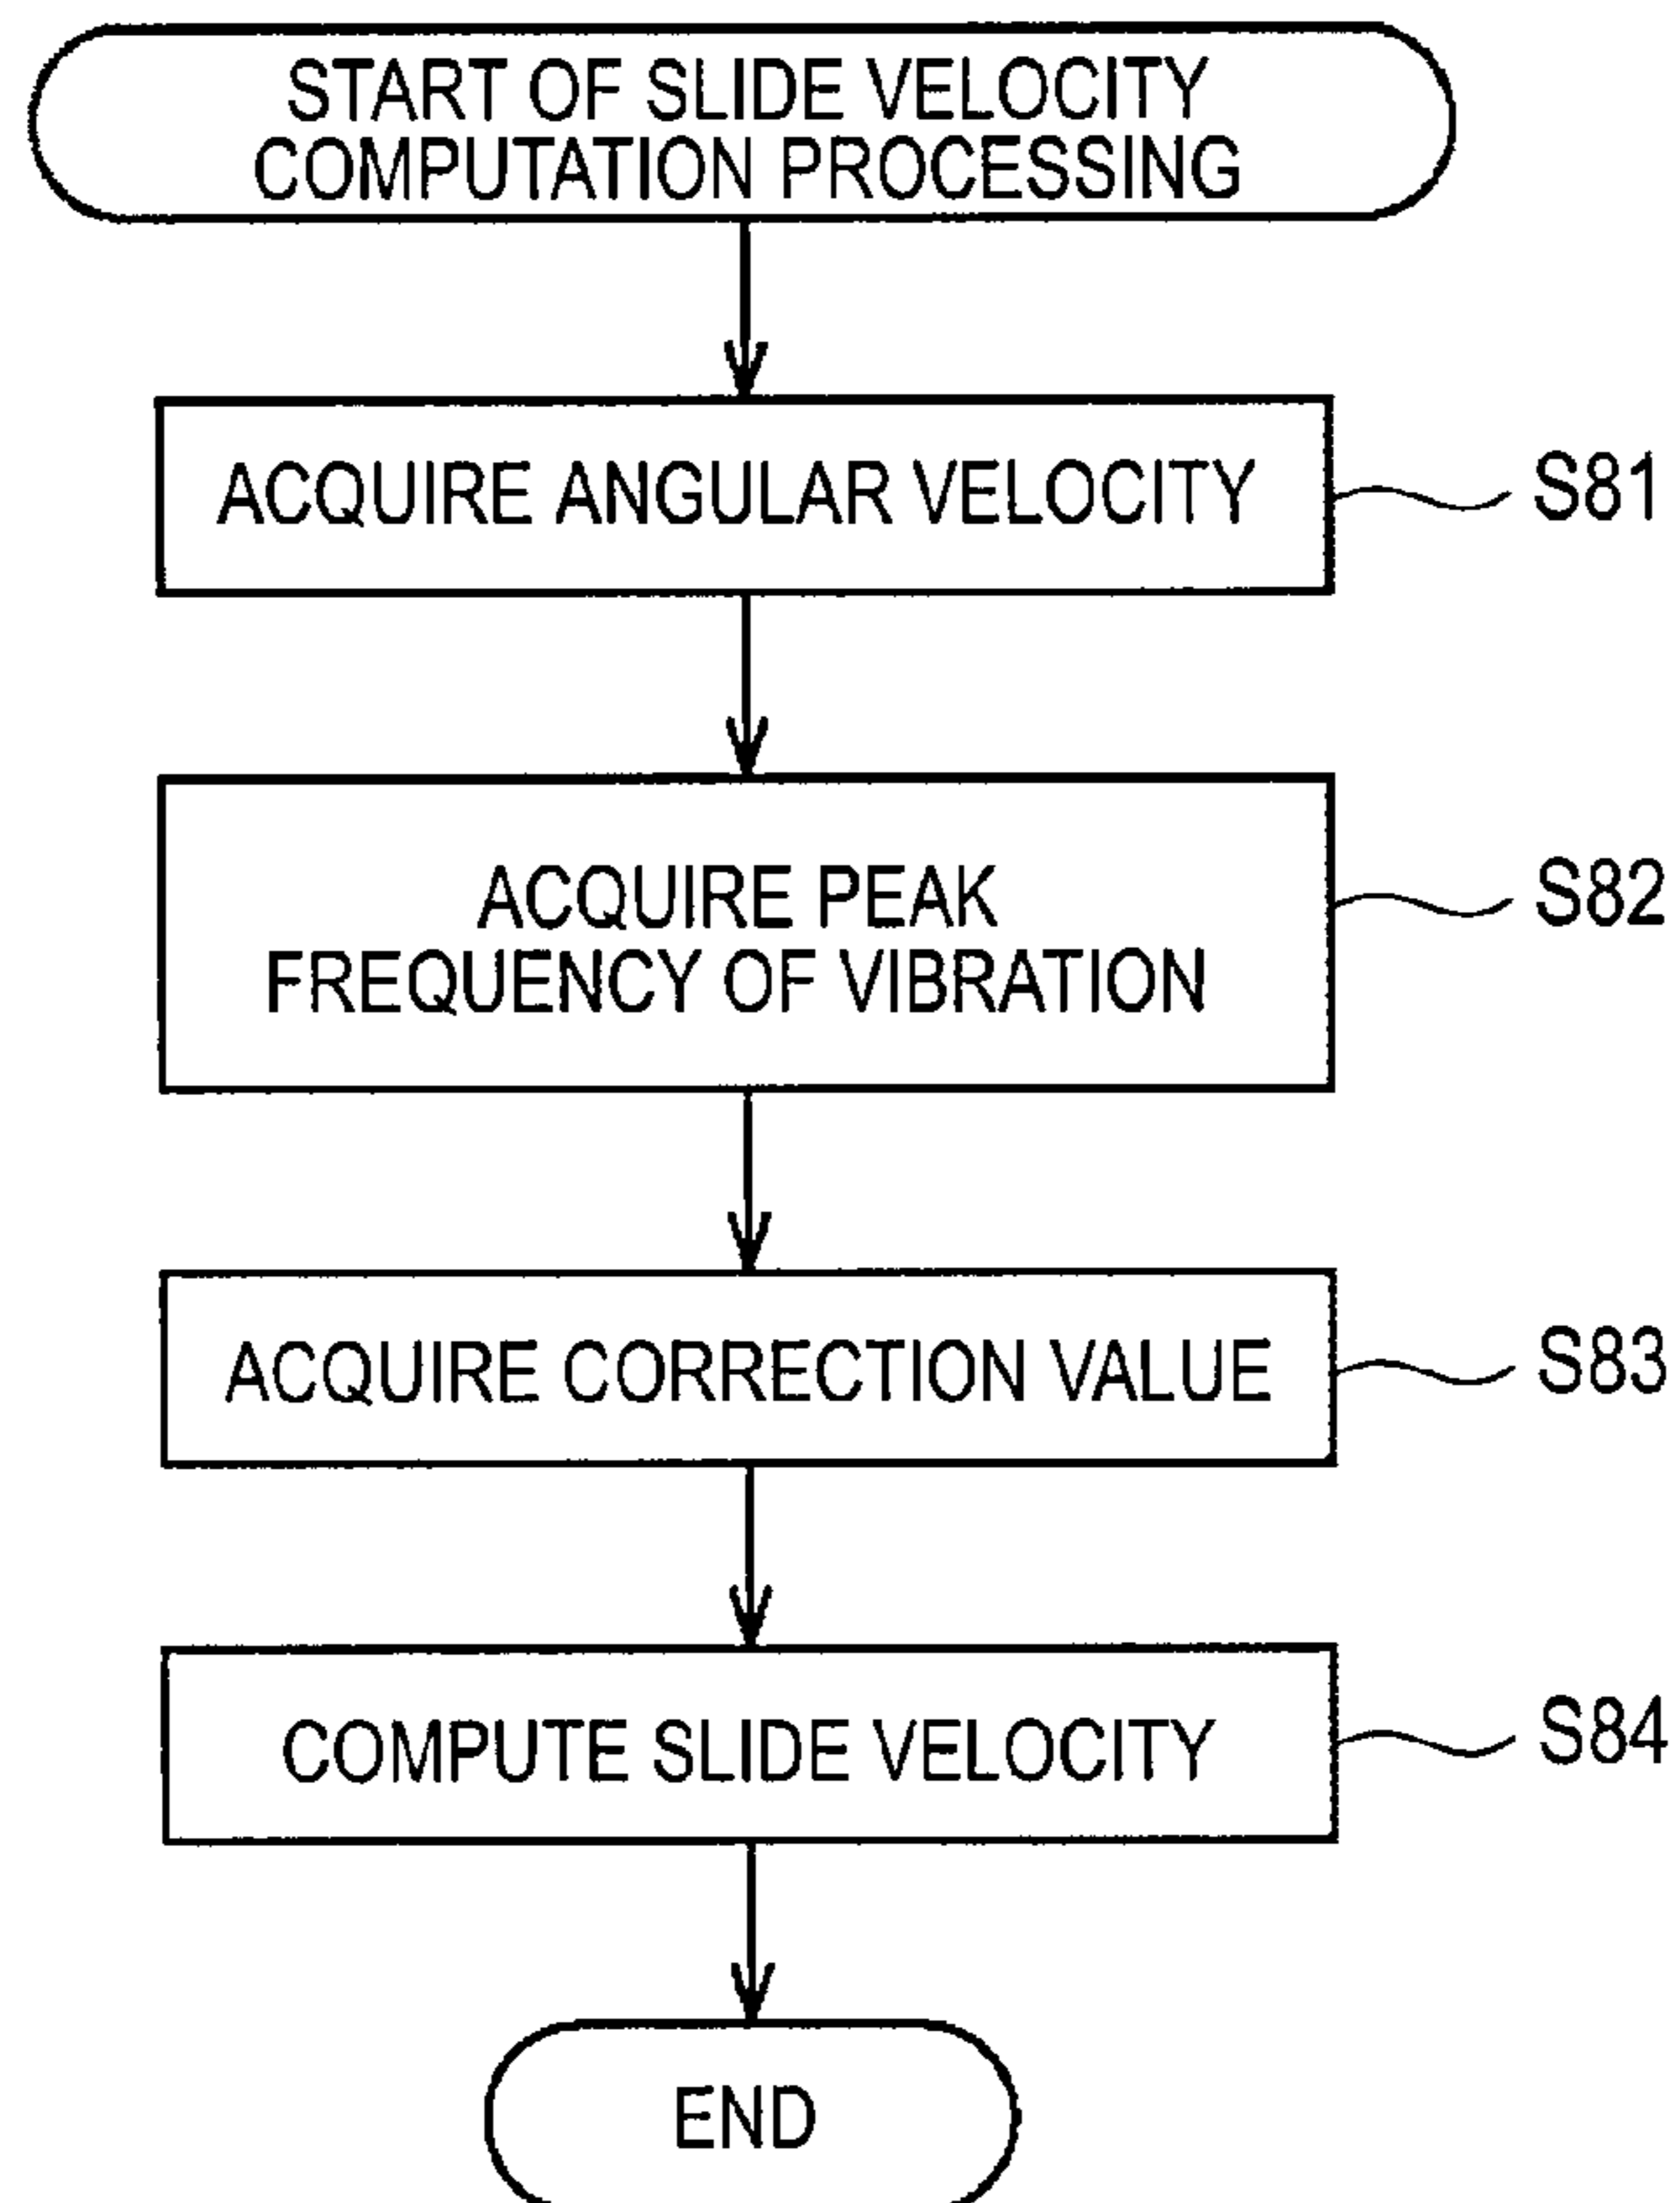 START OF SLIDE VELOCITY
COMPUTATION PROCESSING
ACQUIRE ANGULAR VELOCITY
S81
ACQUIRE PEAK
FREQUENCY OF VIBRATION
S82
ACQUIRE CORRECTION VALUE
S83
COMPUTE SLIDE VELOCITY
S84
END